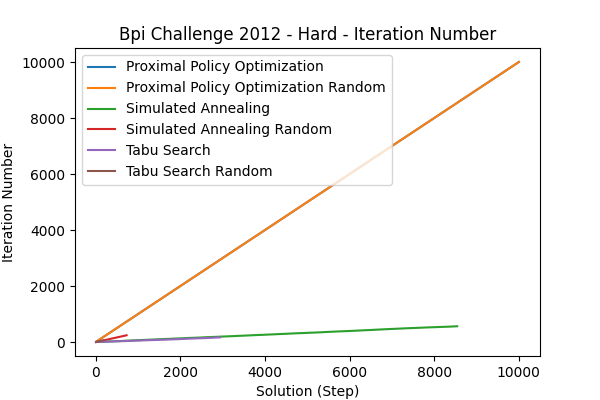 Bpi Challenge 2012 - Hard - Iteration Number
Iteration Number
10000
8000
6000
4000
2000
0
Proximal Policy Optimization
Proximal Policy Optimization Random
Simulated Annealing
Simulated Annealing Random
Tabu Search
Tabu Search Random
0 2000 4000 6000 8000 10000
Solution (Step)